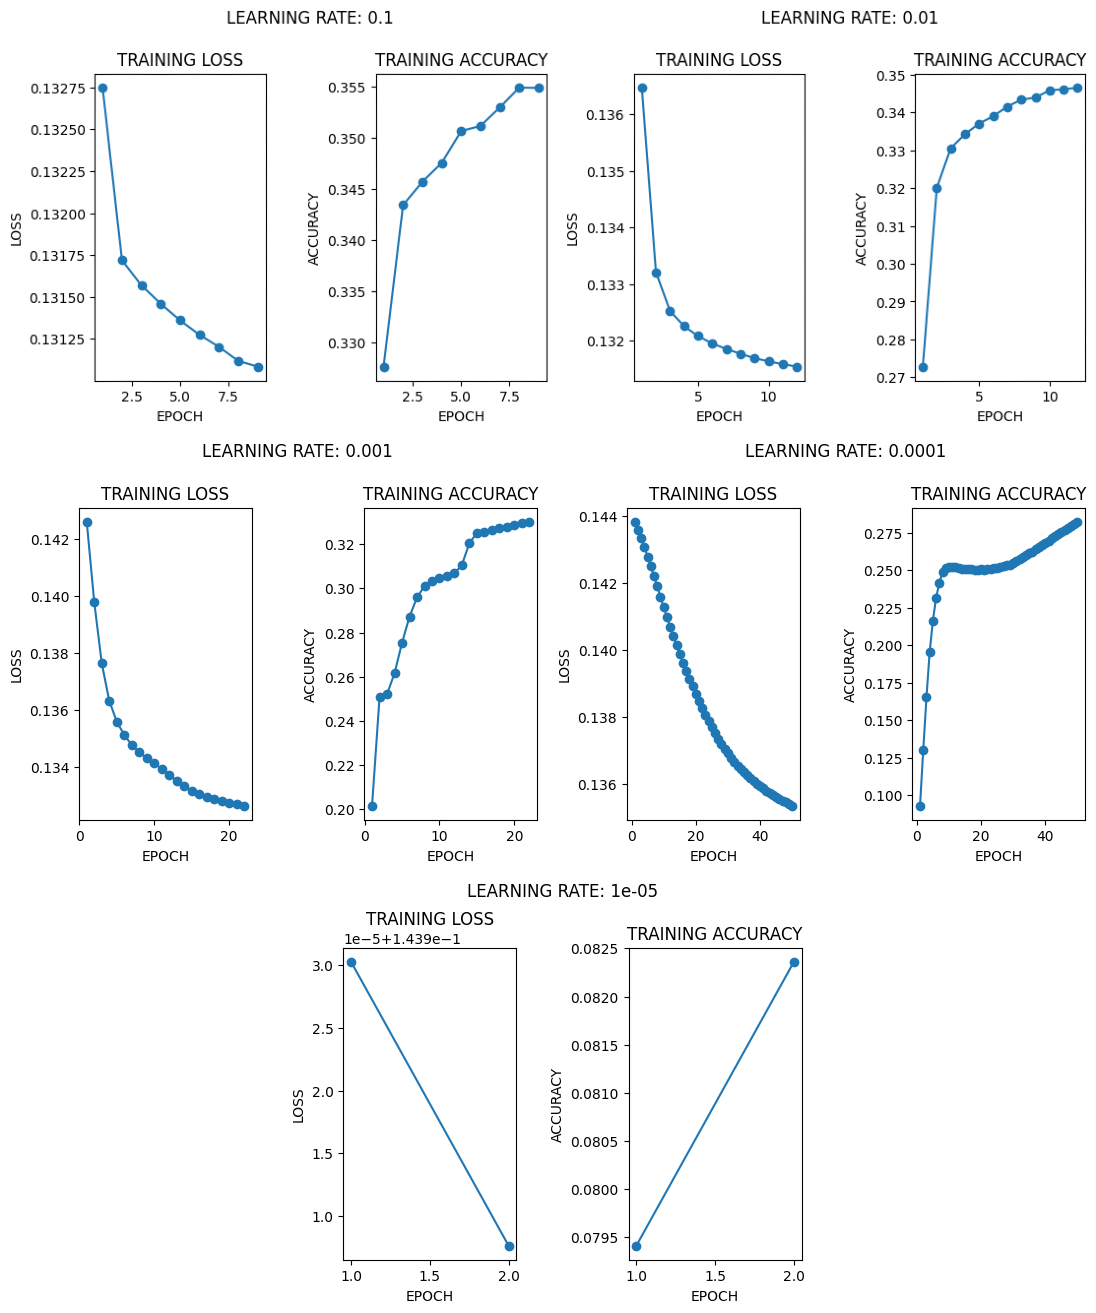 LEARNING RATE: 0.1
TRAINING LOSS
0.13275
0.13250
0.13225
0.13200
0.13175
0.13150
0.13125
LOSS
2.5 5.0 7.5
EPOCH
TRAINING ACCURACY
0.355
0.350
0.345
0.340
0.335
0.330
ACCURACY
2.5 5.0 7.5
EPOCH
LEARNING RATE: 0.01
TRAINING LOSS
0.136
0.135
0.134
0.133
0.132
LOSS
5 10
EPOCH
TRAINING ACCURACY
0.35
0.34
0.33
0.32
0.31
0.30
0.29
0.28
0.27
ACCURACY
5 10
EPOCH
LEARNING RATE: 0.001
TRAINING LOSS
0.142
0.140
0.138
0.136
0.134
LOSS
0 10 20
EPOCH
TRAINING ACCURACY
0.32
0.30
0.28
0.26
0.24
0.22
0.20
ACCURACY
0 10 20
EPOCH
LEARNING RATE: 0.0001
TRAINING LOSS
0.144
0.142
0.140
0.138
0.136
LOSS
0 20 40
EPOCH
TRAINING ACCURACY
0.275
0.250
0.225
0.200
0.175
0.150
0.125
0.100
ACCURACY
0 20 40
EPOCH
LEARNING RATE: 1e-05
TRAINING LOSS
1e−5+1.439e−1
3.0
2.5
2.0
1.5
1.0
LOSS
1.0 1.5 2.0
EPOCH
TRAINING ACCURACY
0.0825
0.0820
0.0815
0.0810
0.0805
0.0800
0.0795
ACCURACY
1.0 1.5 2.0
EPOCH